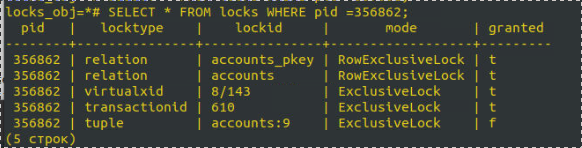 locks_obj=*# SELECT * FROM locks WHERE pid =356862;
pid | locktype | lockid | mode | granted
--------+---------------+---------------+------------------+---------
356862 | relation | accounts_pkey | RowExclusiveLock | t
356862 | relation | accounts | RowExclusiveLock | t
356862 | virtualxid | 8/143 | ExclusiveLock | t
356862 | transactionid | 610 | ExclusiveLock | t
356862 | tuple | accounts:9 | ExclusiveLock | f
(5 строк)